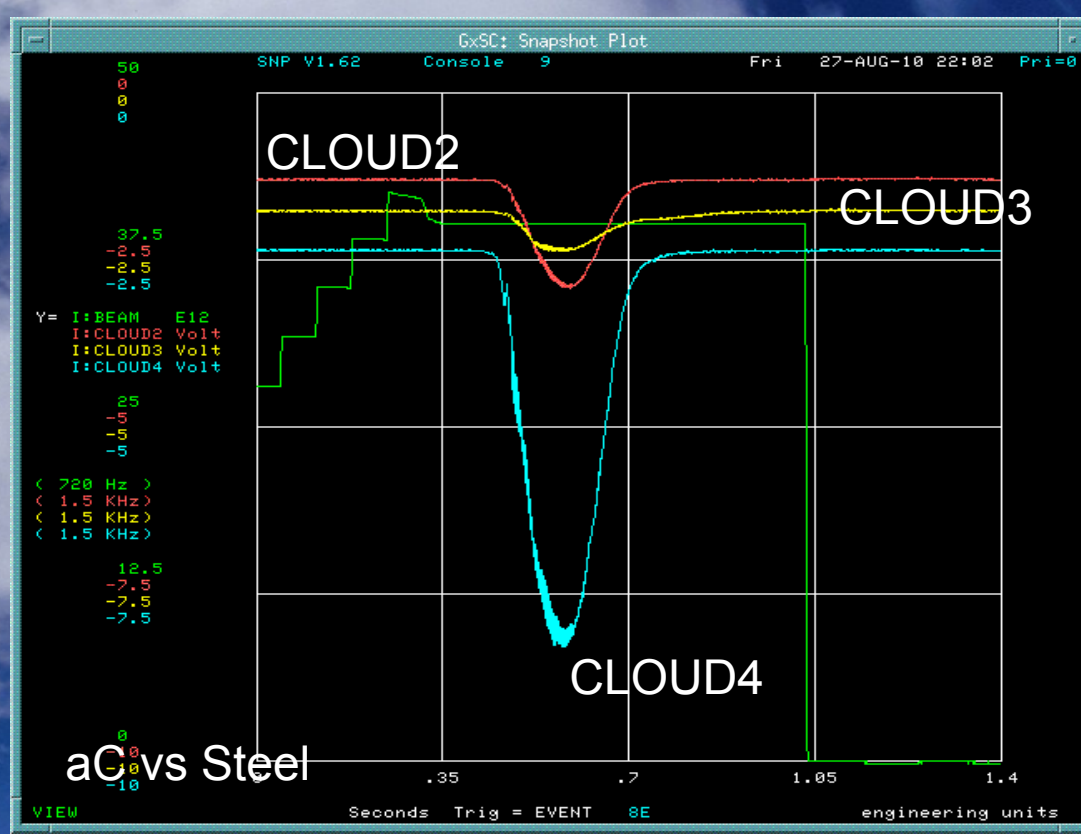 GxSC: Snapshot Plot
SNP V1.62 Console 9 Fri 27-AUG-10 22:02 Pri=0
50
0
0
0
CLOUD2
CLOUD3
37.5
-2.5
-2.5
-2.5
Y= I:BEAM E12
I:CLOUD2 Volt
I:CLOUD3 Volt
I:CLOUD4 Volt
25
-5
-5
-5
( 720 Hz )
( 1.5 KHz)
( 1.5 KHz)
( 1.5 KHz)
12.5
-7.5
-7.5
-7.5
CLOUD4
0
-10
-10
-10
aC vs Steel
0 .35 .7 1.05 1.4
VIEW Seconds Trig = EVENT 8E engineering units